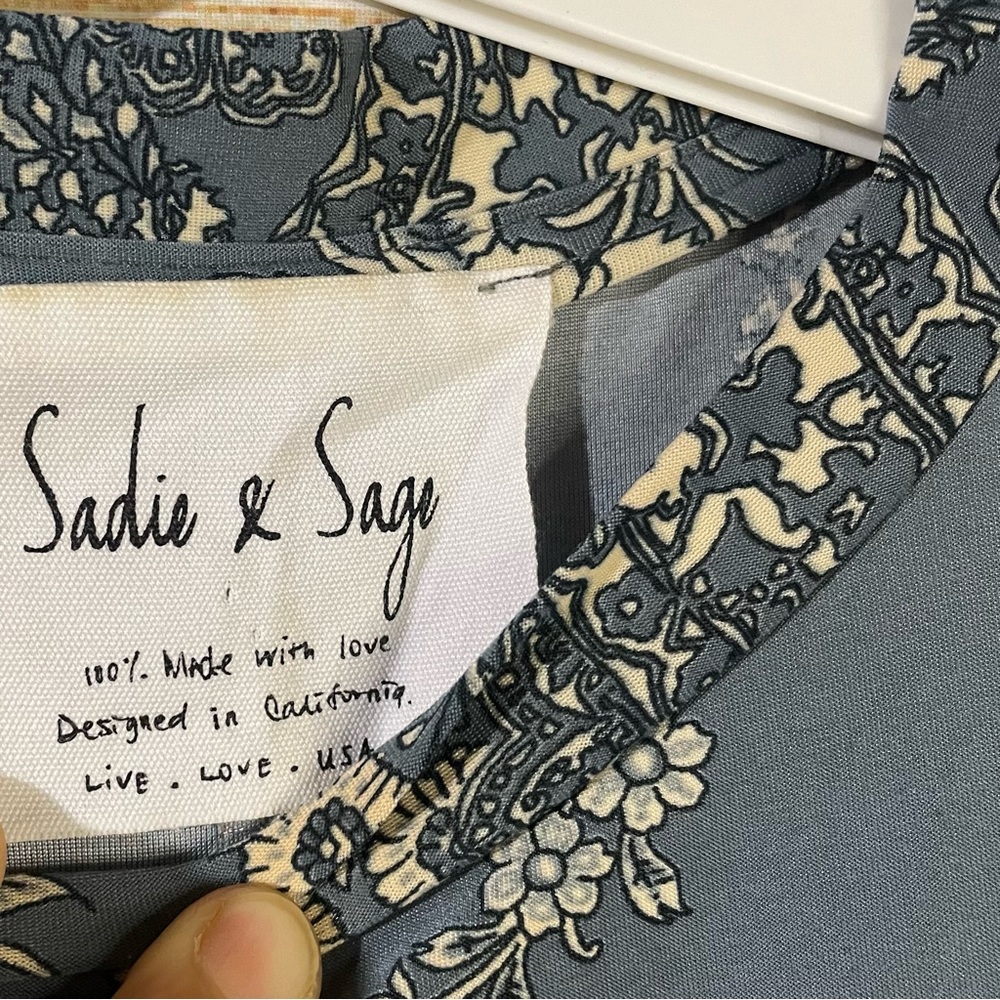 Sadie & Sage
100% Made with love
Designed in California.
LIVE . LOVE . USA